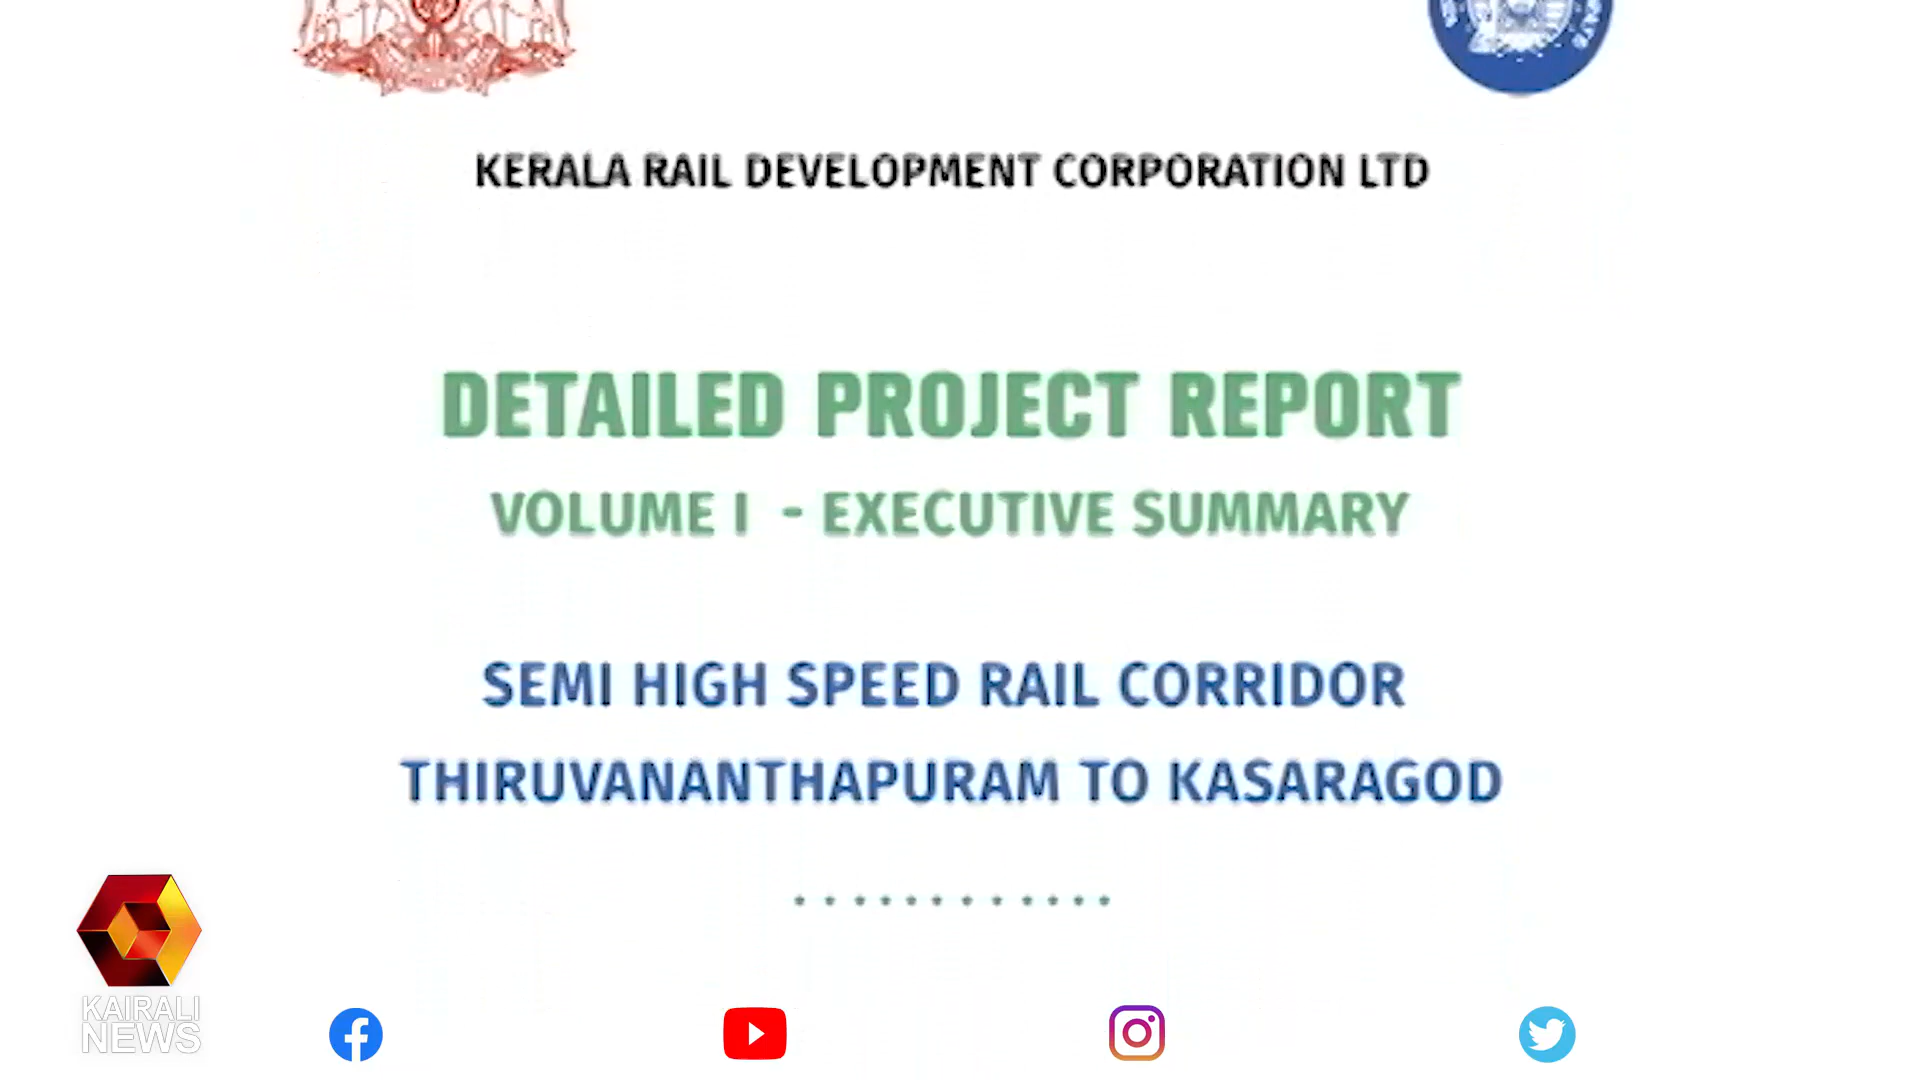 KERALA RAIL DEVELOPMENT CORPORATION LTD
DETAILED PROJECT REPORT
VOLUME I - EXECUTIVE SUMMARY
SEMI HIGH SPEED RAIL CORRIDOR
THIRUVANANTHAPURAM TO KASARAGOD
............
KAIRALI
NEWS